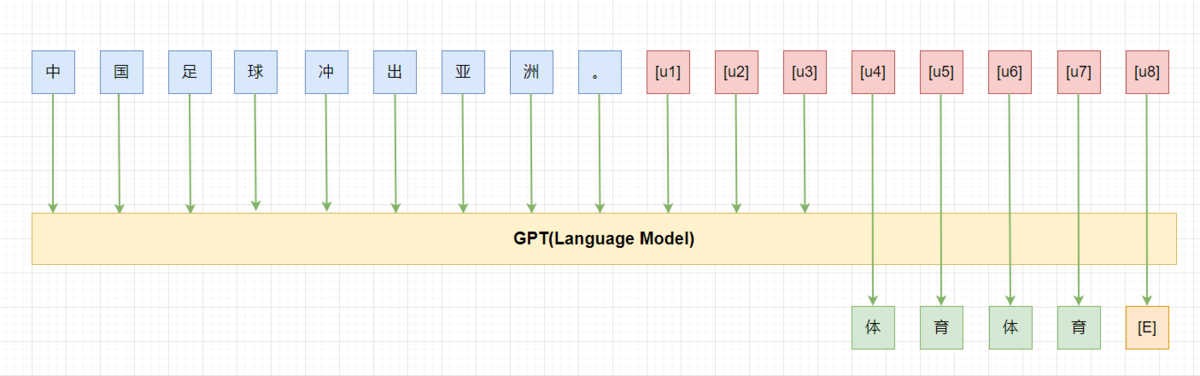 中 国 足 球 冲 出 亚 洲 。 [u1] [u2] [u3] [u4] [u5] [u6] [u7] [u8]
GPT(Language Model)
体 育 体 育 [E]